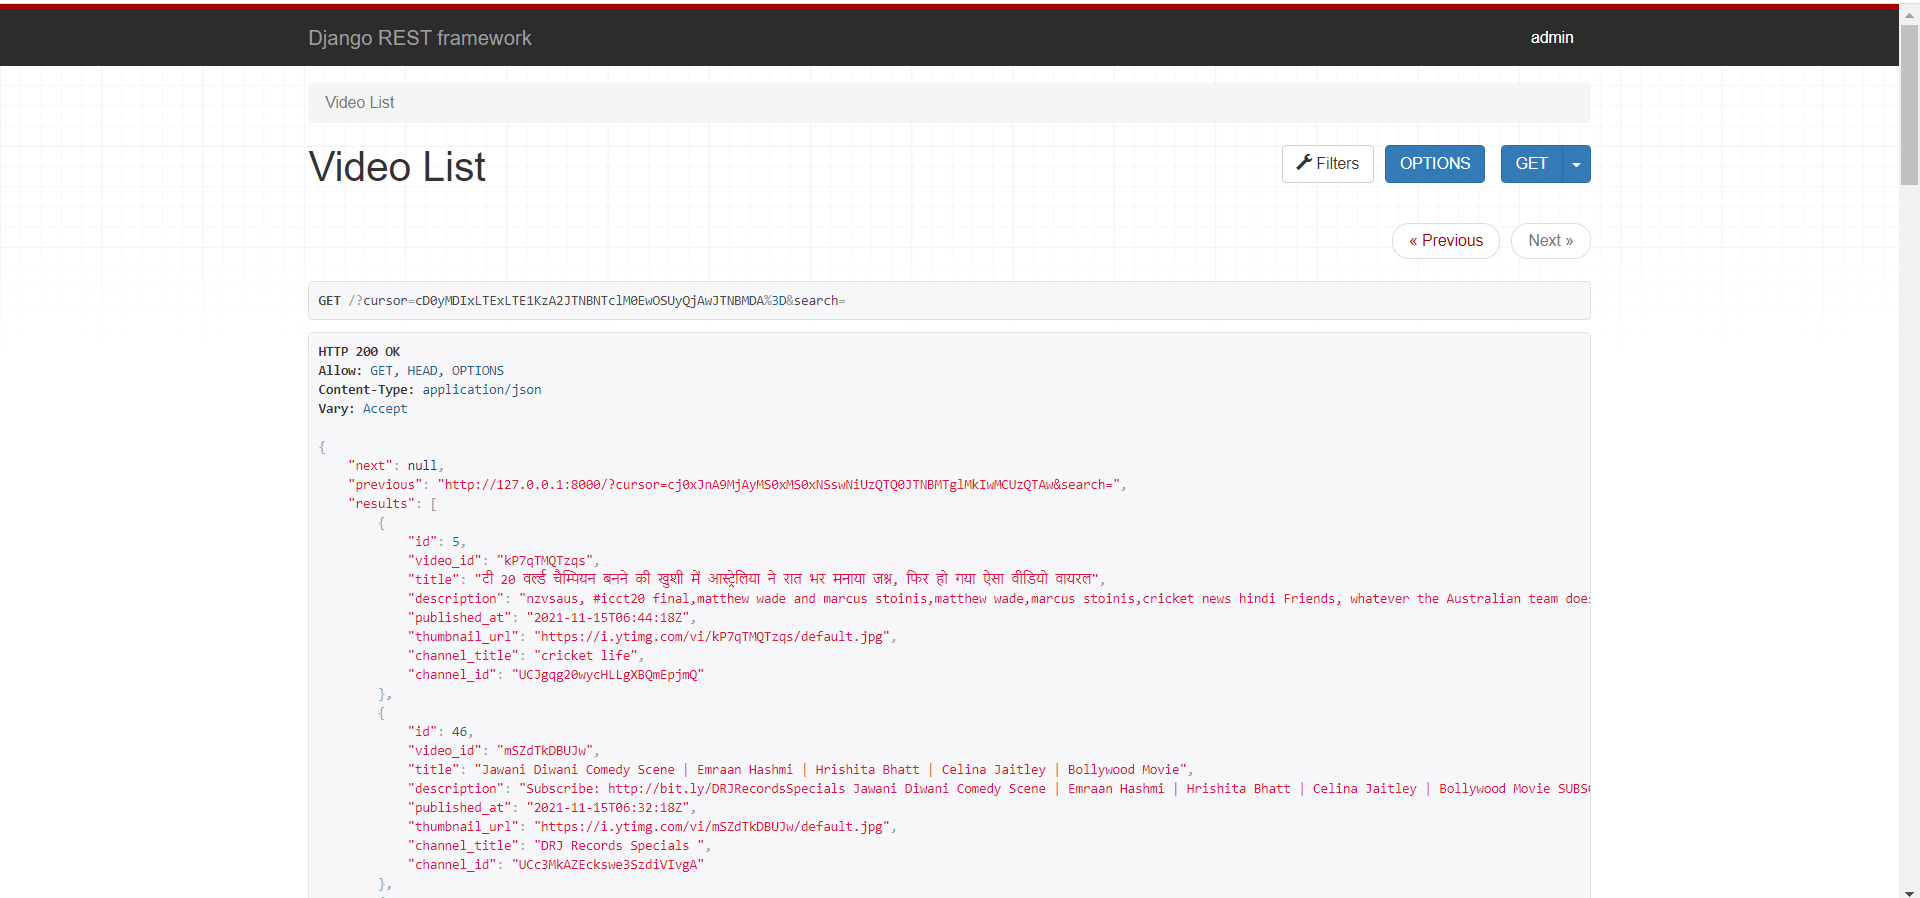 Django REST framework
admin
Video List
Video List
Filters
OPTIONS
GET
« Previous
Next »
GET /?cursor=cD0yMDIxLTExLTE1KzA2JTNBNTclM0EwOSUyQjAwJTNBMDA%3D&search=
HTTP 200 OK
Allow: GET, HEAD, OPTIONS
Content-Type: application/json
Vary: Accept
{
"next": null,
"previous": "http://127.0.0.1:8000/?cursor=cj0xJnA9MjAyMS0xMS0xNSswNiUzQTQ0JTNBMTglMkIwMCUzQTAw&search=",
"results": [
{
"id": 5,
"video_id": "kP7qTMQTzqs",
"title": "टी 20 वर्ल्ड चैम्पियन बनने की खुशी में आस्ट्रेलिया ने रात भर मनाया जश्न, फिर हो गया ऐसा वीडियो वायरल",
"description": "nzvsaus, #icct20 final,matthew wade and marcus stoinis,matthew wade,marcus stoinis,cricket news hindi Friends, whatever the Australian team does
"published_at": "2021-11-15T06:44:18Z",
"thumbnail_url": "https://i.ytimg.com/vi/kP7qTMQTzqs/default.jpg",
"channel_title": "cricket life",
"channel_id": "UCJgqg20wycHLLgXBQmEpjmQ"
},
{
"id": 46,
"video_id": "mSZdTkDBUJw",
"title": "Jawani Diwani Comedy Scene | Emraan Hashmi | Hrishita Bhatt | Celina Jaitley | Bollywood Movie",
"description": "Subscribe: http://bit.ly/DRJRecordsSpecials Jawani Diwani Comedy Scene | Emraan Hashmi | Hrishita Bhatt | Celina Jaitley | Bollywood Movie SUBSC
"published_at": "2021-11-15T06:32:18Z",
"thumbnail_url": "https://i.ytimg.com/vi/mSZdTkDBUJw/default.jpg",
"channel_title": "DRJ Records Specials ",
"channel_id": "UCc3MkAZEckswe3SzdiVIvgA"
},